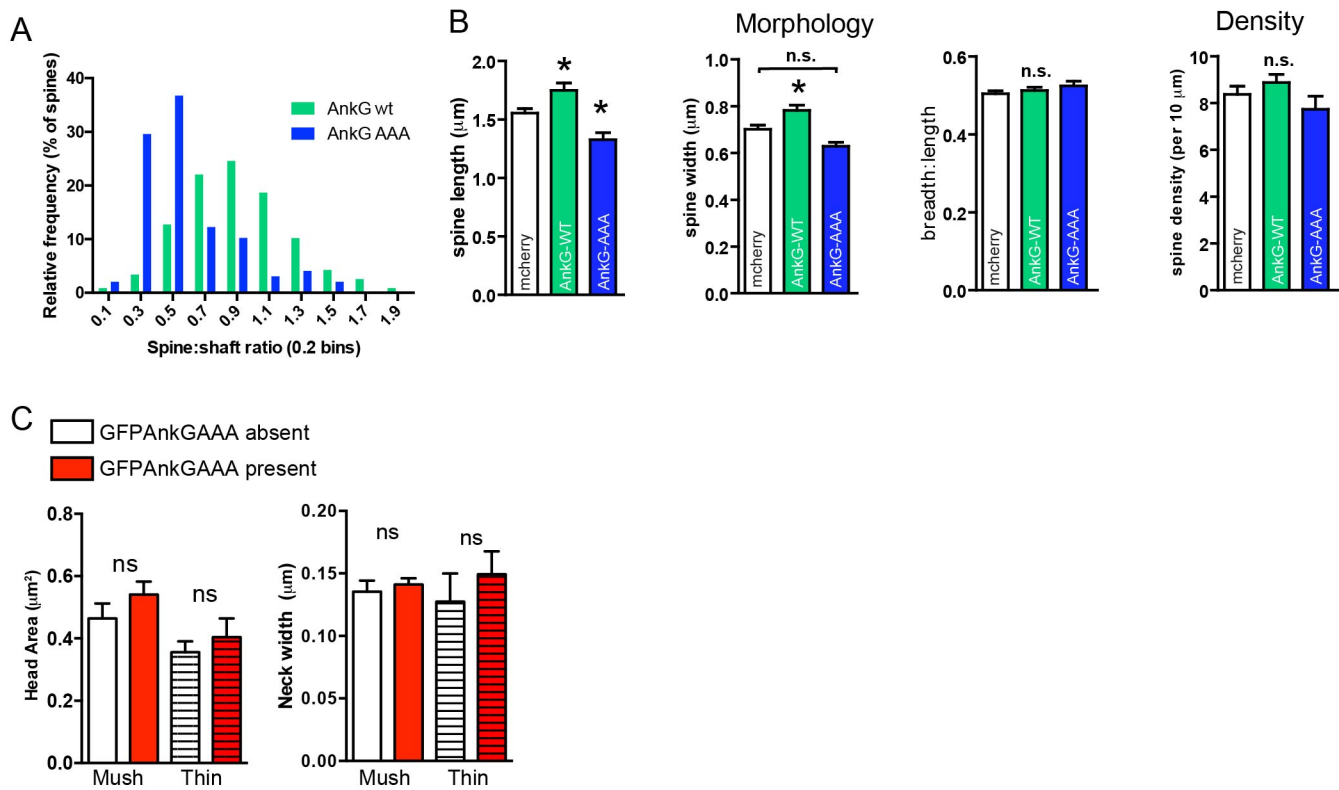 A
Relative frequency (% of spines)
40
30
20
10
0
0.1 0.3 0.5 0.7 0.9 1.1 1.3 1.5 1.7 1.9
Spine:shaft ratio (0.2 bins)
AnkG wt
AnkG AAA
B
Morphology
Density
spine length (μm)
2.0
1.5
1.0
0.5
0.0
*
*
mcherry
AnkG-WT
AnkG-AAA
spine width (μm)
1.0
0.8
0.6
0.4
0.2
0.0
n.s.
*
mcherry
AnkG-WT
AnkG-AAA
breadth:length
0.6
0.4
0.2
0.0
n.s.
mcherry
AnkG-WT
AnkG-AAA
spine density (per 10 μm)
10
8
6
4
2
0
n.s.
mcherry
AnkG-WT
AnkG-AAA
C
GFPAnkGAAA absent
GFPAnkGAAA present
Head Area (μm²)
0.8
0.6
0.4
0.2
0.0
ns
ns
Mush Thin
Neck width (μm)
0.20
0.15
0.10
0.05
0.00
ns
ns
Mush Thin